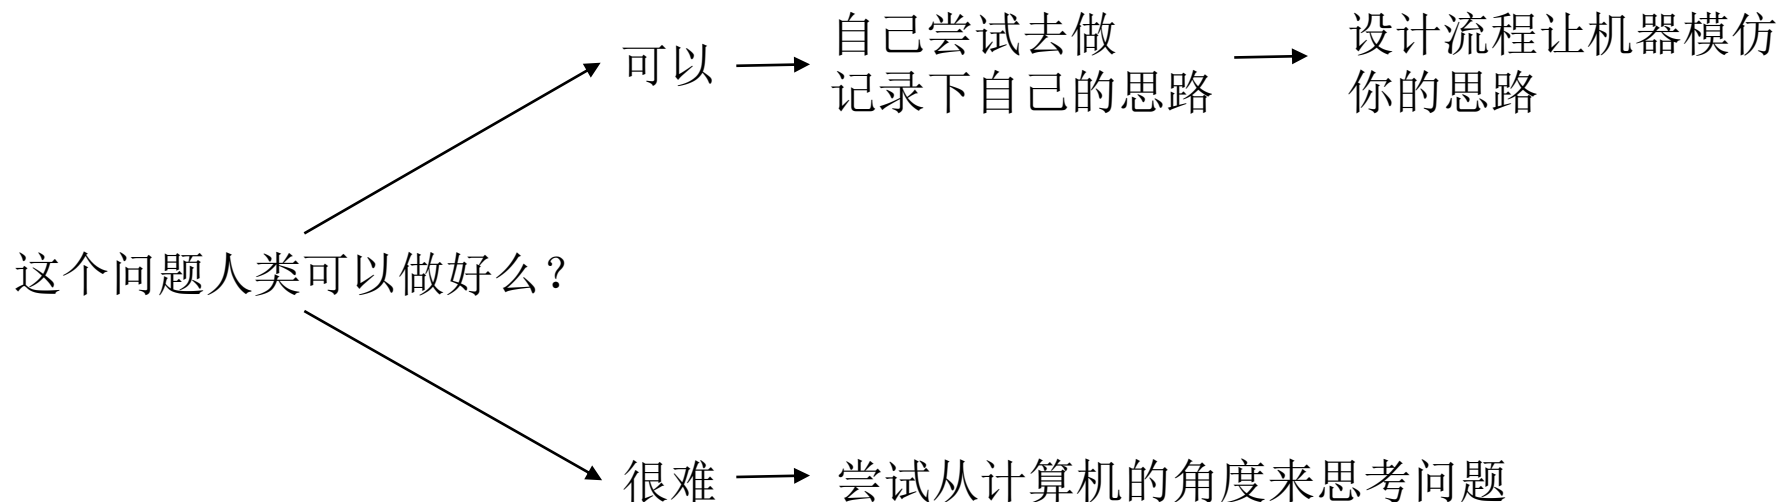 自己尝试去做
记录下自己的思路
设计流程让机器模仿
你的思路
可以
这个问题人类可以做好么？
很难
尝试从计算机的角度来思考问题